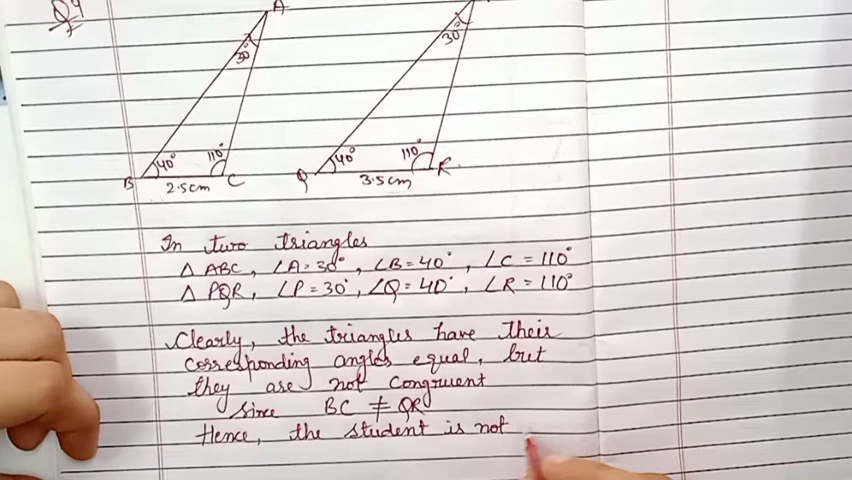 Q4
A
30°
30°
40°
110°
40°
110°
B
C
Q
R
2.5cm
3.5cm
In two triangles
△ ABC, ∠A = 30°, ∠B = 40°, ∠C = 110°
△ PQR, ∠P = 30°, ∠Q = 40°, ∠R = 110°
Clearly, the triangles have their
corresponding angles equal, but
they are not congruent
since BC ≠ QR
Hence, the student is not